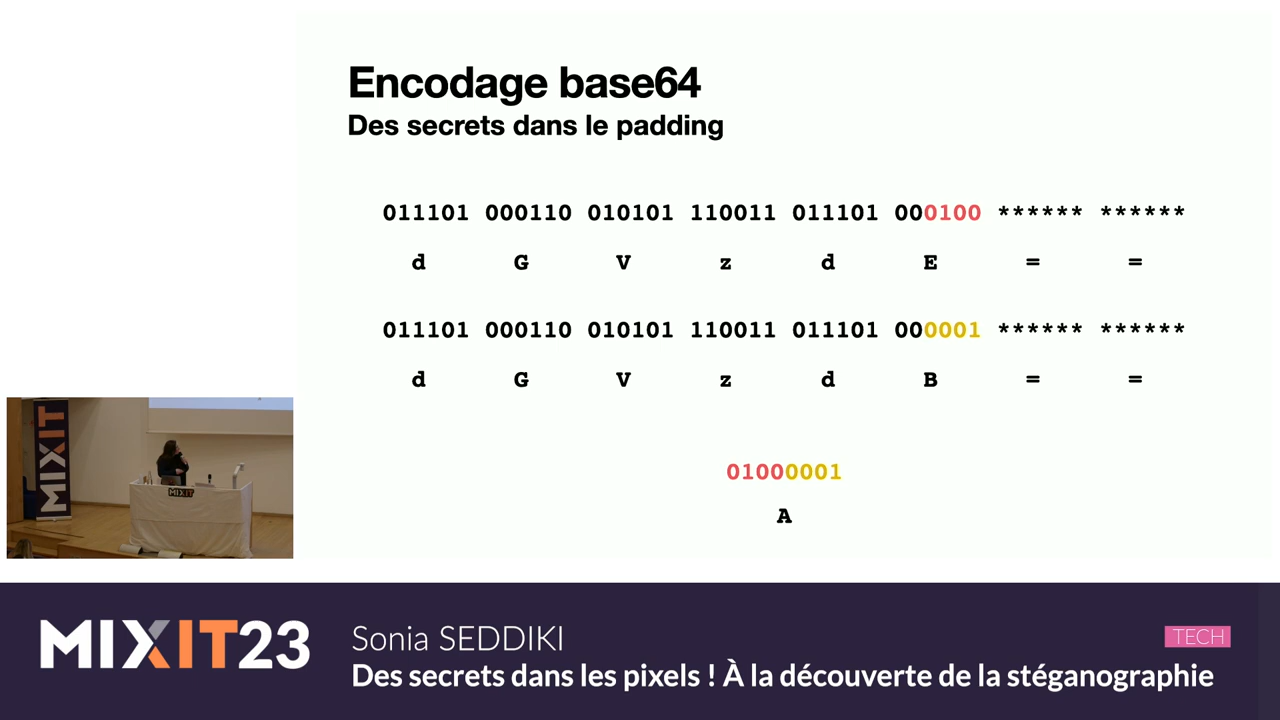 Encodage base64
Des secrets dans le padding
011101 000110 010101 110011 011101 000100 ****** ******
d G V z d E = =
011101 000110 010101 110011 011101 000001 ****** ******
d G V z d B = =
01000001
A
MIXIT
MIXIT
MIXIT23
Sonia SEDDIKI
TECH
Des secrets dans les pixels ! À la découverte de la stéganographie